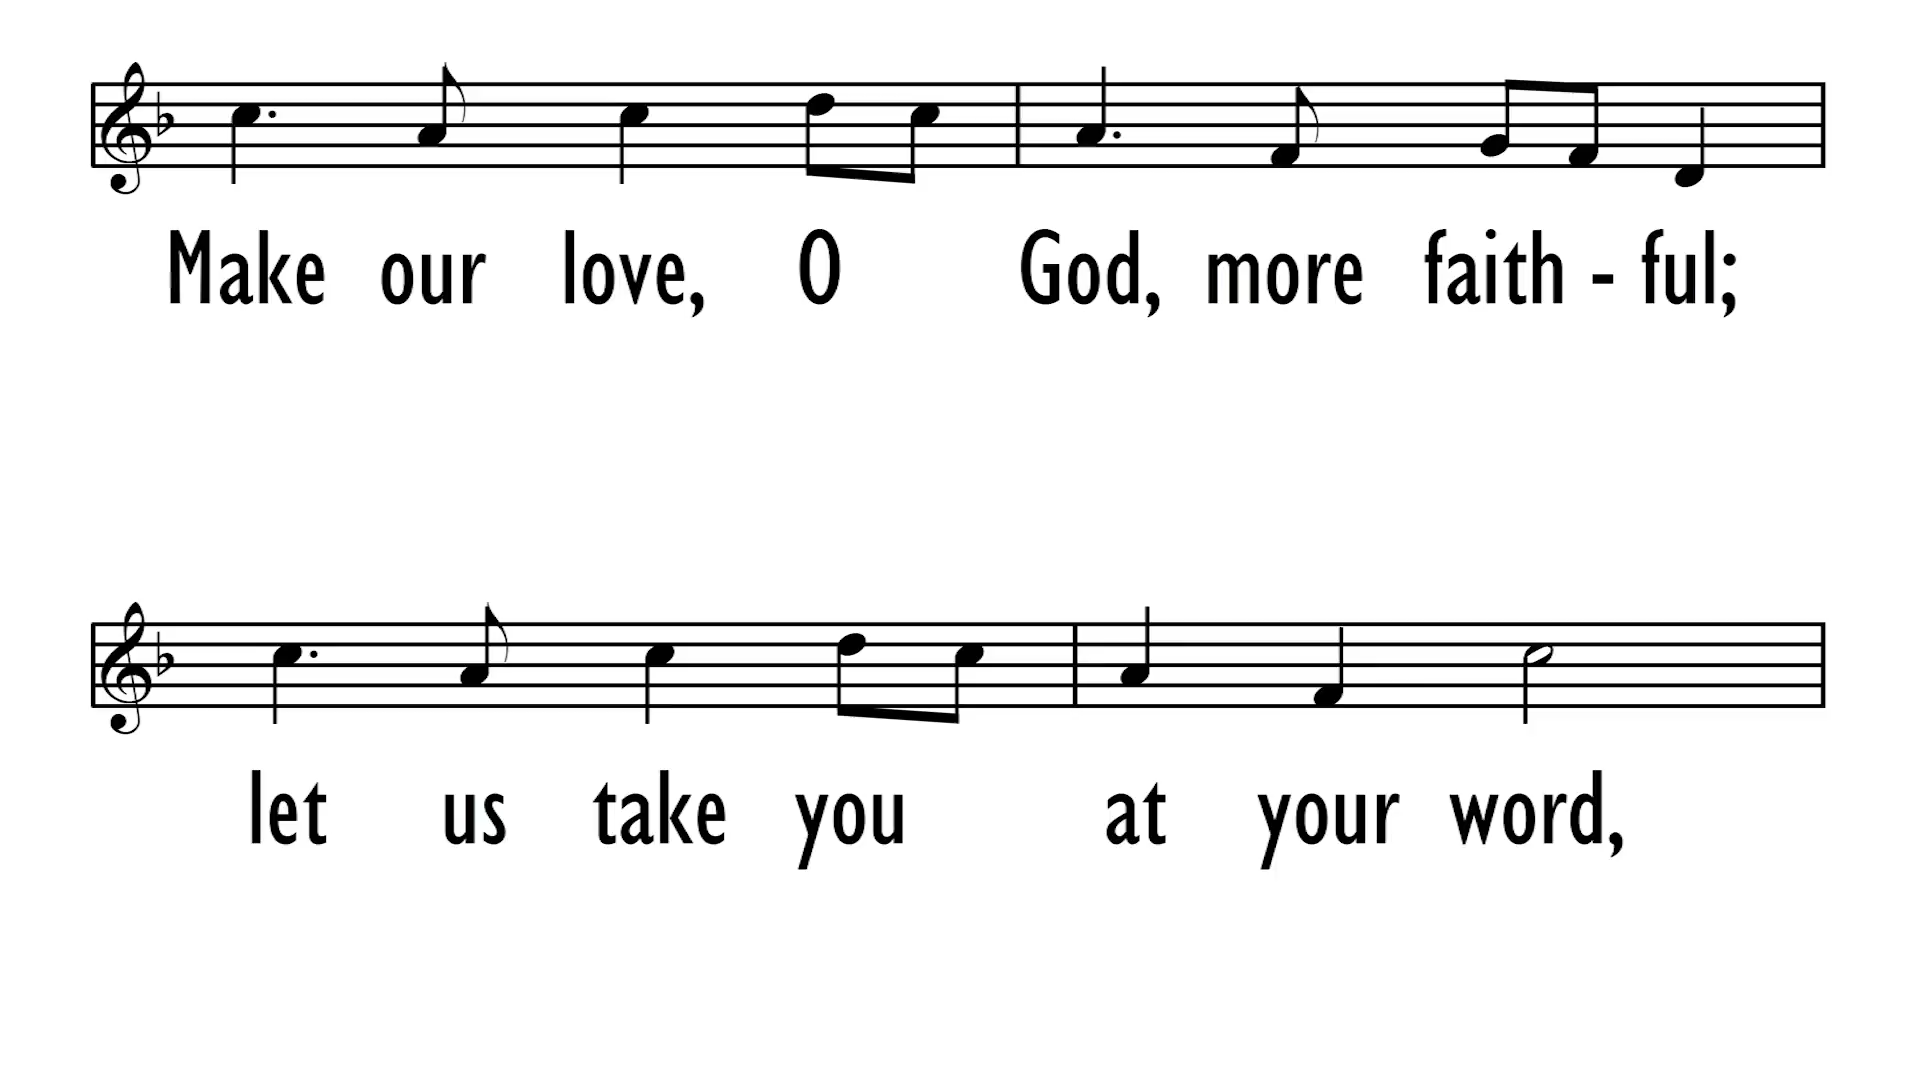 Make our love, O God, more faith - ful;
let us take you at your word,